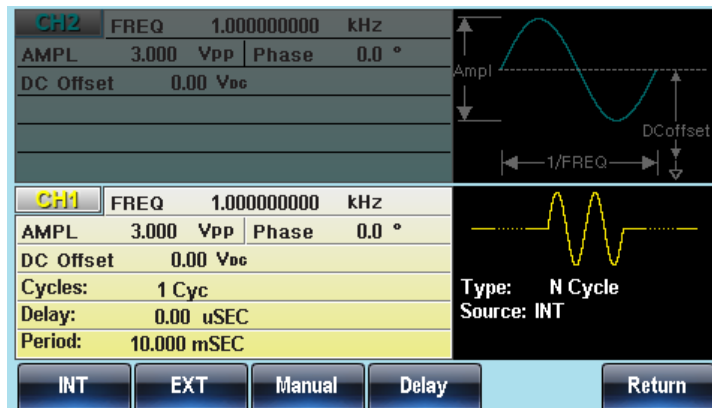 CH2 FREQ 1.000000000 kHz
AMPL 3.000 Vpp Phase 0.0 °
DC Offset 0.00 VDC
Ampl
DCoffset
1/FREQ
CH1 FREQ 1.000000000 kHz
AMPL 3.000 Vpp Phase 0.0 °
DC Offset 0.00 VDC
Cycles: 1 Cyc
Delay: 0.00 uSEC
Period: 10.000 mSEC
Type: N Cycle
Source: INT
INT EXT Manual Delay Return